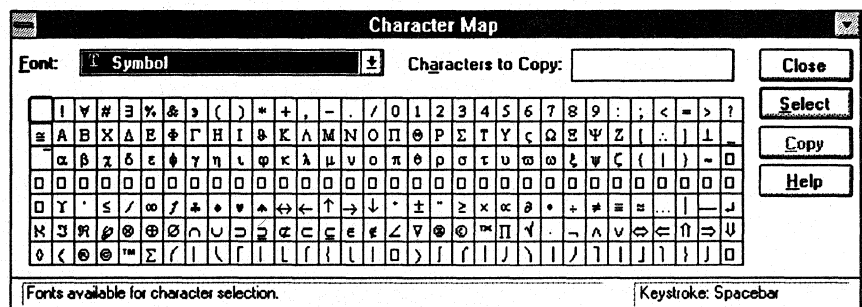 Character Map
Font: Symbol Characters to Copy: Close
! ∀ # ∃ % & ∍ ( ) * + , − . / 0 1 2 3 4 5 6 7 8 9 : ; < = > ?
Select
≅ Α Β Χ Δ Ε Φ Γ Η Ι ϑ Κ Λ Μ Ν Ο Π Θ Ρ Σ Τ Υ ς Ω Ξ Ψ Ζ [ ∴ ] ⊥ _
Copy
‾ α β χ δ ε ϕ γ η ι φ κ λ μ ν ο π θ ρ σ τ υ ϖ ω ξ ψ ζ { | } ~ □
□ □ □ □ □ □ □ □ □ □ □ □ □ □ □ □ □ □ □ □ □ □ □ □ □ □ □ □ □ □ □ □
Help
□ ϒ ′ ≤ ⁄ ∞ ƒ ♣ ♦ ♥ ♠ ↔ ← ↑ → ↓ ° ± ″ ≥ × ∝ ∂ • ÷ ≠ ≡ ≈ … | — ↵
ℵ ℑ ℜ ℘ ⊗ ⊕ ∅ ∩ ∪ ⊃ ⊇ ⊄ ⊂ ⊆ ∈ ∉ ∠ ∇ ® © ™ ∏ √ ⋅ ¬ ∧ ∨ ⇔ ⇐ ⇑ ⇒ ⇓
◊ 〈 ® © ™ ∑ ⎛ ⎜ ⎝ ⎡ ⎢ ⎣ ⎧ ⎨ ⎩ ⎪ □ 〉 ∫ ⌠ ⎮ ⌡ ⎞ ⎟ ⎠ ⎤ ⎥ ⎦ ⎫ ⎬ ⎭ □
Fonts available for character selection. Keystroke: Spacebar